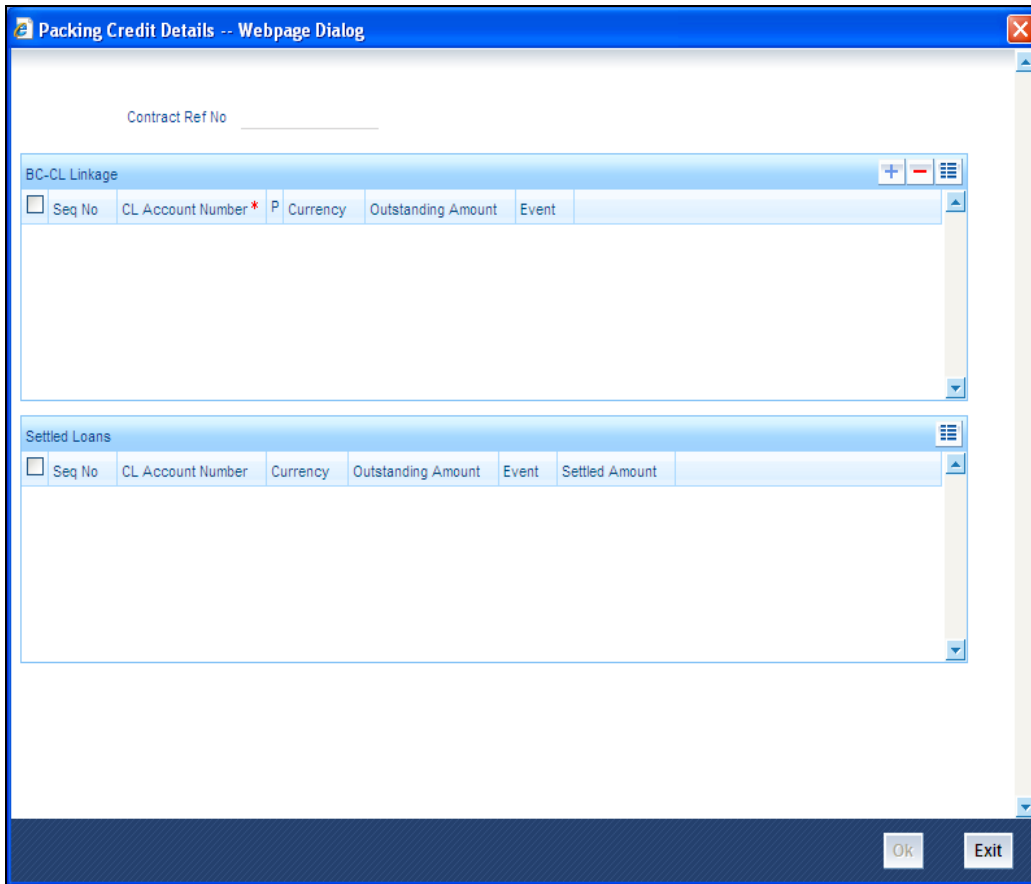 Packing Credit Details -- Webpage Dialog
Contract Ref No
BC-CL Linkage
Seq No CL Account Number * P Currency Outstanding Amount Event
Settled Loans
Seq No CL Account Number Currency Outstanding Amount Event Settled Amount
Ok Exit